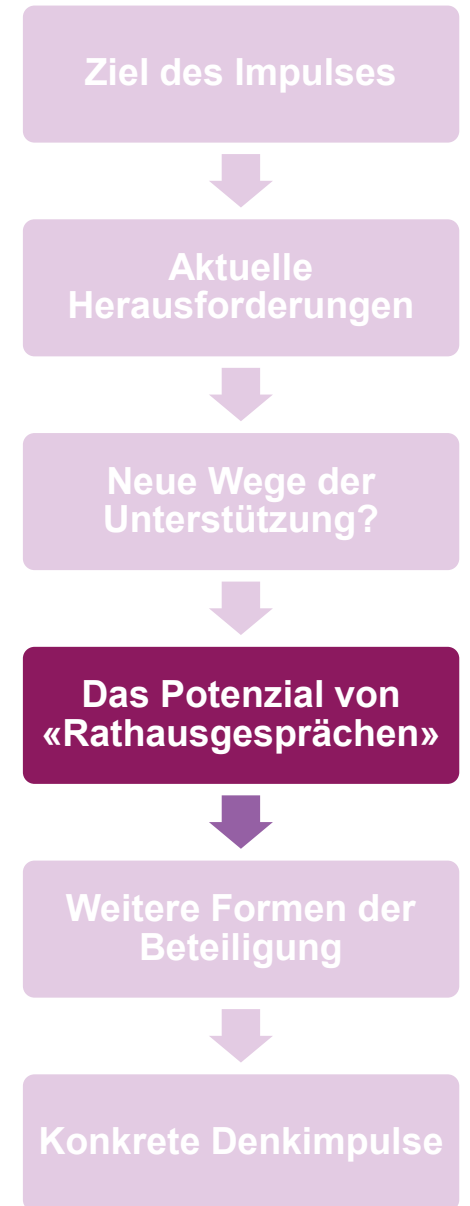 Ziel des Impulses
Aktuelle
Herausforderungen
Neue Wege der
Unterstützung?
Das Potenzial von
«Rathausgesprächen»
Weitere Formen der
Beteiligung
Konkrete Denkimpulse